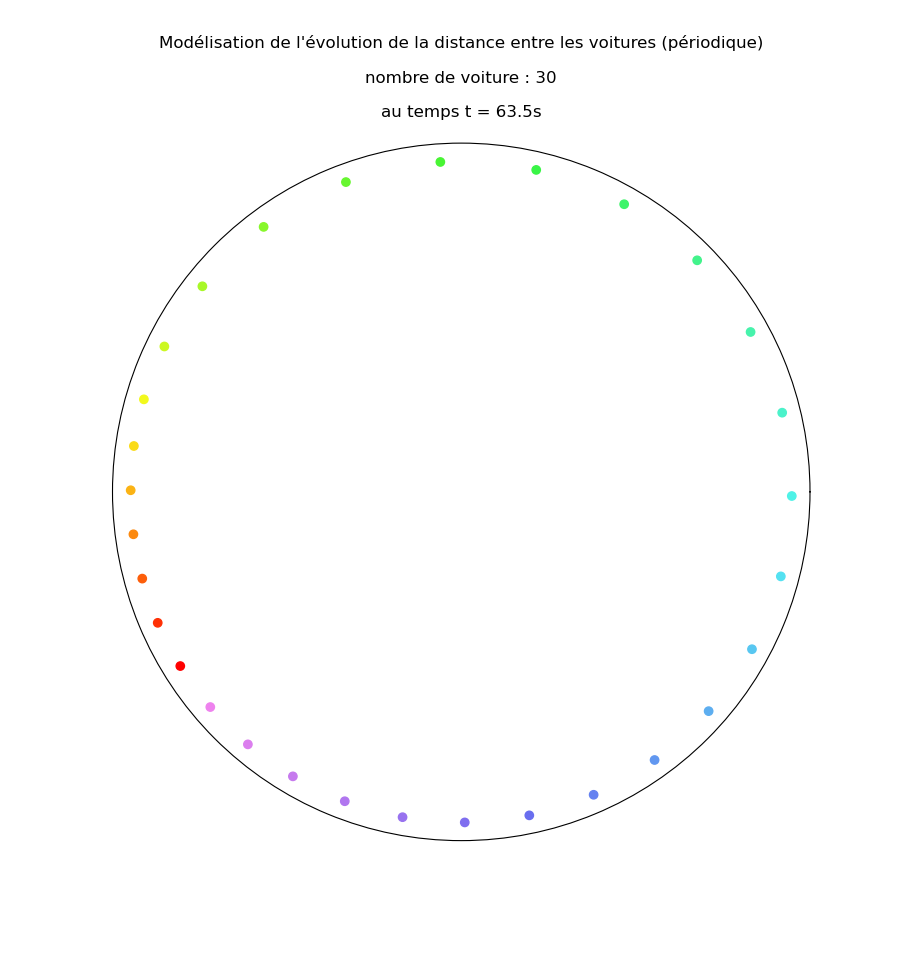 Modélisation de l'évolution de la distance entre les voitures (périodique)
nombre de voiture : 30
au temps t = 63.5s